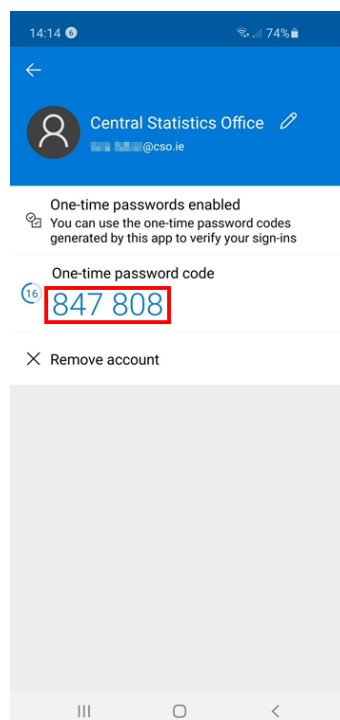 14:14 6 74%
Central Statistics Office
@cso.ie
One-time passwords enabled
You can use the one-time password codes
generated by this app to verify your sign-ins
One-time password code
16
847 808
Remove account